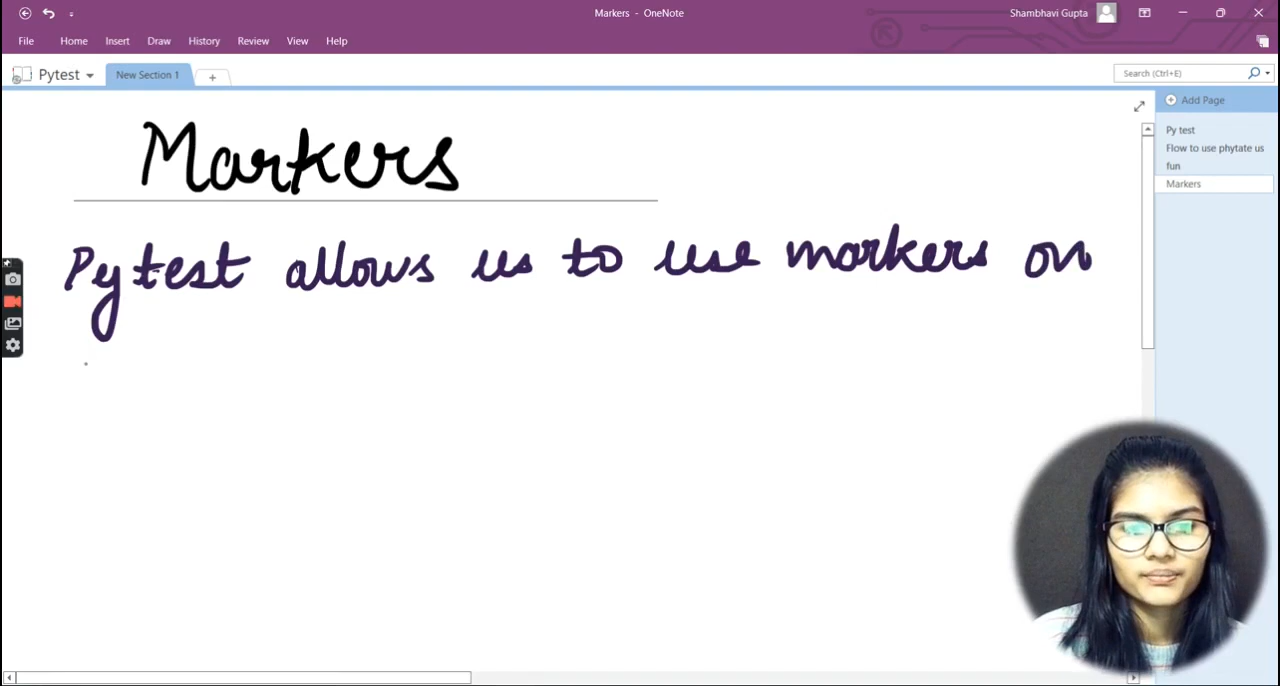 Markers - OneNote
Shambhavi Gupta
File Home Insert Draw History Review View Help
Pytest
New Section 1
Search (Ctrl+E)
Add Page
Py test
Flow to use phytate us
fun
Markers
Markers
Pytest allows us to use markers on